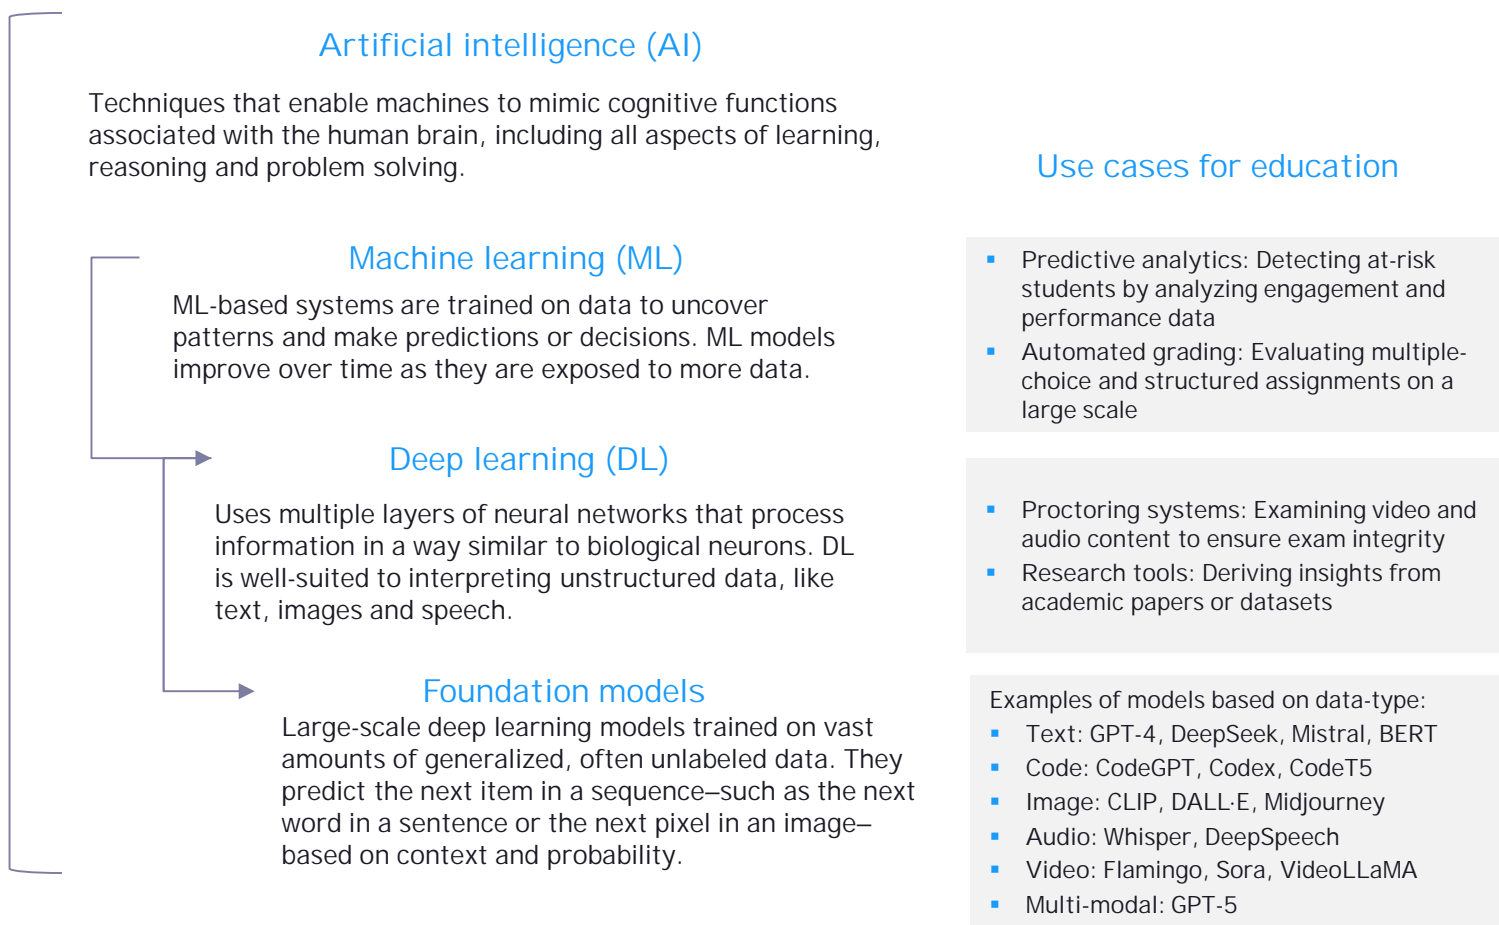 Artificial intelligence (AI)
Techniques that enable machines to mimic cognitive functions
associated with the human brain, including all aspects of learning,
reasoning and problem solving.
Use cases for education
Machine learning (ML)
ML-based systems are trained on data to uncover
patterns and make predictions or decisions. ML models
improve over time as they are exposed to more data.
▪ Predictive analytics: Detecting at-risk
students by analyzing engagement and
performance data
▪ Automated grading: Evaluating multiple-
choice and structured assignments on a
large scale
Deep learning (DL)
Uses multiple layers of neural networks that process
information in a way similar to biological neurons. DL
is well-suited to interpreting unstructured data, like
text, images and speech.
▪ Proctoring systems: Examining video and
audio content to ensure exam integrity
▪ Research tools: Deriving insights from
academic papers or datasets
Foundation models
Large-scale deep learning models trained on vast
amounts of generalized, often unlabeled data. They
predict the next item in a sequence—such as the next
word in a sentence or the next pixel in an image—
based on context and probability.
Examples of models based on data-type:
▪ Text: GPT-4, DeepSeek, Mistral, BERT
▪ Code: CodeGPT, Codex, CodeT5
▪ Image: CLIP, DALL·E, Midjourney
▪ Audio: Whisper, DeepSpeech
▪ Video: Flamingo, Sora, VideoLLaMA
▪ Multi-modal: GPT-5